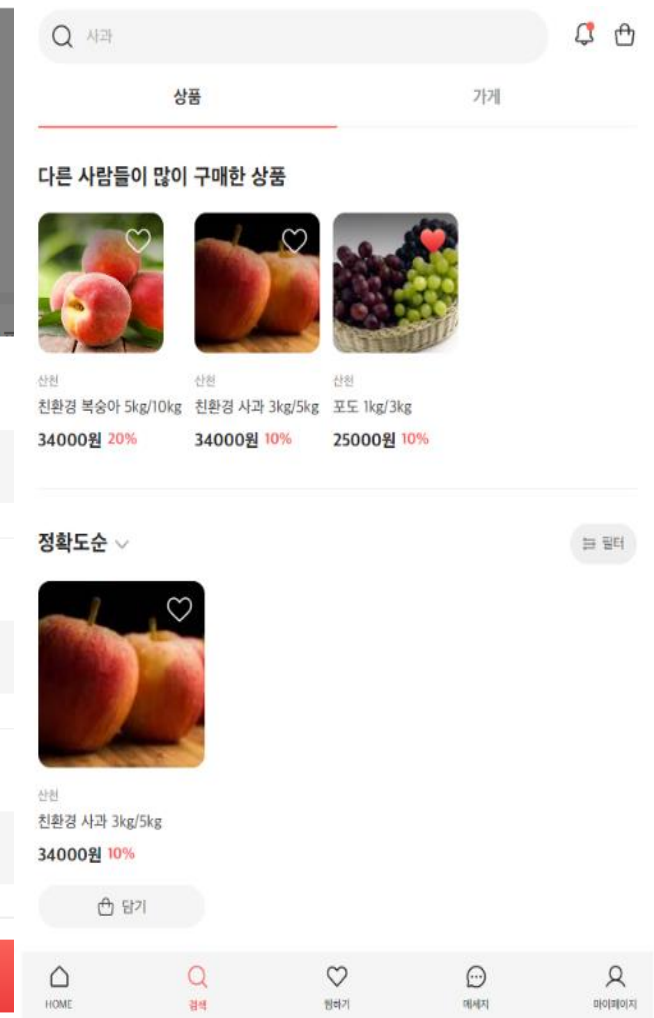 사과
상품 가게
다른 사람들이 많이 구매한 상품
산천 산천 산천
친환경 복숭아 5kg/10kg 친환경 사과 3kg/5kg 포도 1kg/3kg
34000원 20% 34000원 10% 25000원 10%
정확도순 필터
산천
친환경 사과 3kg/5kg
34000원 10%
담기
HOME 검색 찜하기 메세지 마이페이지